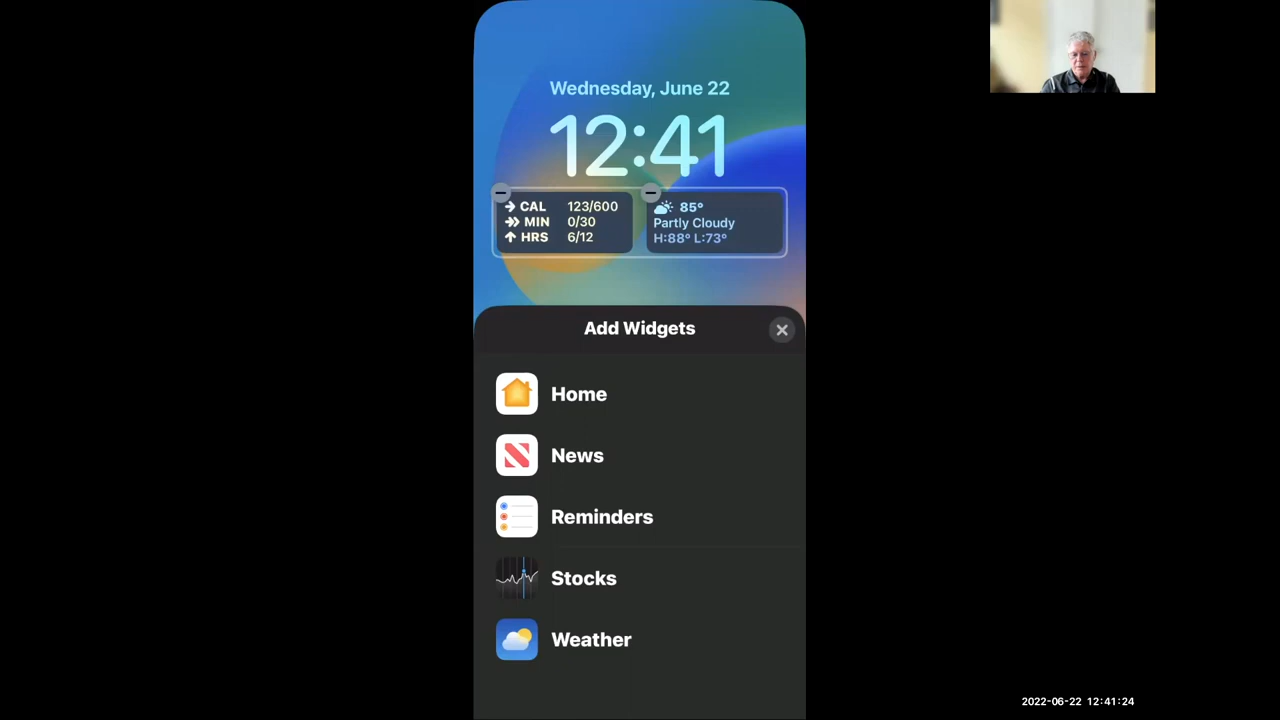 Wednesday, June 22
12:41
CAL 123/600
MIN 0/30
HRS 6/12
85°
Partly Cloudy
H:88° L:73°
Add Widgets
Home
News
Reminders
Stocks
Weather
2022-06-22 12:41:24